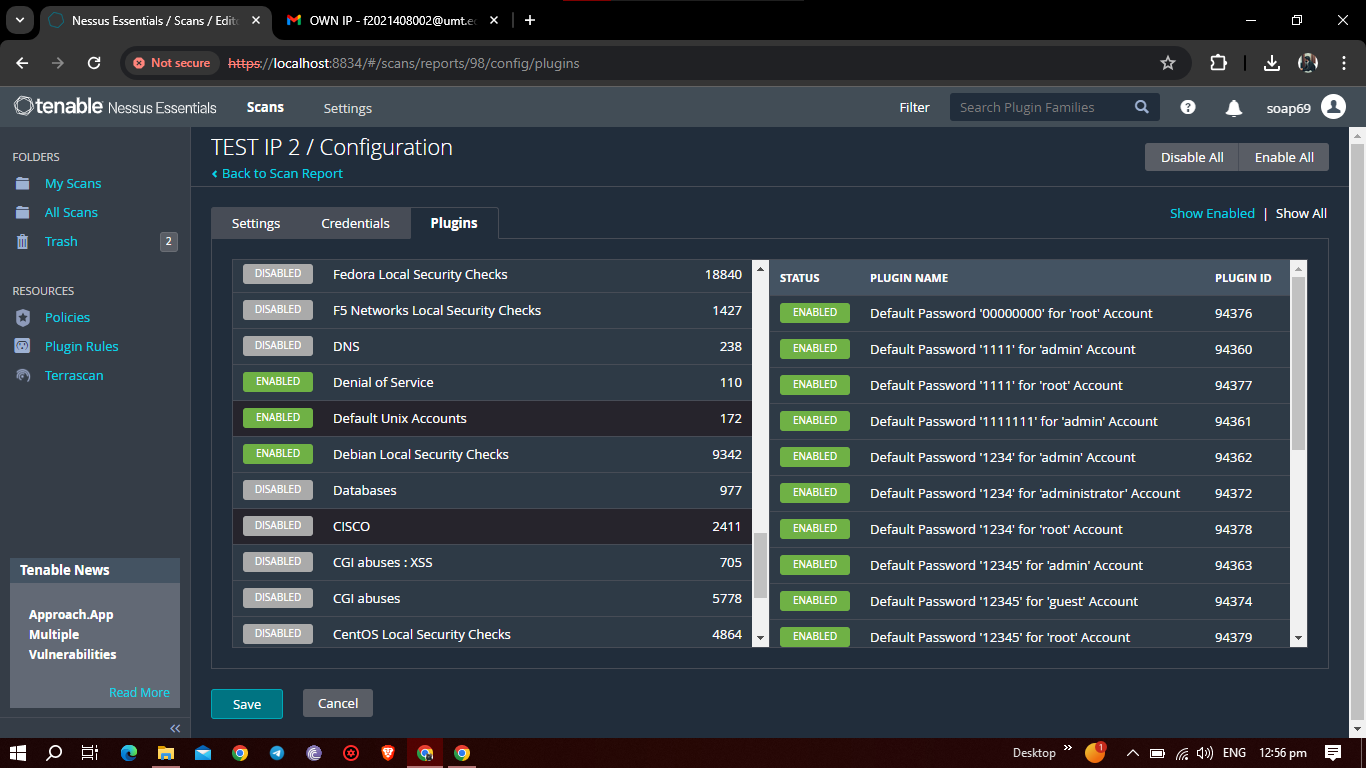 Nessus Essentials / Scans / Edit
OWN IP - f2021408002@umt.e
Not secure
https://localhost:8834/#/scans/reports/98/config/plugins
tenable Nessus Essentials
Scans
Settings
Filter
Search Plugin Families
soap69
FOLDERS
My Scans
All Scans
Trash
2
RESOURCES
Policies
Plugin Rules
Terrascan
Tenable News
Approach.App
Multiple
Vulnerabilities
Read More
TEST IP 2 / Configuration
Back to Scan Report
Disable All
Enable All
Settings
Credentials
Plugins
Show Enabled | Show All
DISABLED Fedora Local Security Checks 18840
DISABLED F5 Networks Local Security Checks 1427
DISABLED DNS 238
ENABLED Denial of Service 110
ENABLED Default Unix Accounts 172
ENABLED Debian Local Security Checks 9342
DISABLED Databases 977
DISABLED CISCO 2411
DISABLED CGI abuses : XSS 705
DISABLED CGI abuses 5778
DISABLED CentOS Local Security Checks 4864
STATUS PLUGIN NAME PLUGIN ID
ENABLED Default Password '00000000' for 'root' Account 94376
ENABLED Default Password '1111' for 'admin' Account 94360
ENABLED Default Password '1111' for 'root' Account 94377
ENABLED Default Password '1111111' for 'admin' Account 94361
ENABLED Default Password '1234' for 'admin' Account 94362
ENABLED Default Password '1234' for 'administrator' Account 94372
ENABLED Default Password '1234' for 'root' Account 94378
ENABLED Default Password '12345' for 'admin' Account 94363
ENABLED Default Password '12345' for 'guest' Account 94374
ENABLED Default Password '12345' for 'root' Account 94379
Save
Cancel
Desktop
1
ENG
12:56 pm